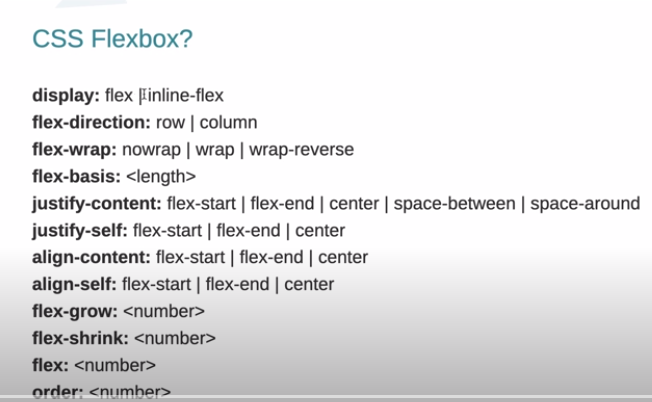 CSS Flexbox?
display: flex | inline-flex
flex-direction: row | column
flex-wrap: nowrap | wrap | wrap-reverse
flex-basis: <length>
justify-content: flex-start | flex-end | center | space-between | space-around
justify-self: flex-start | flex-end | center
align-content: flex-start | flex-end | center
align-self: flex-start | flex-end | center
flex-grow: <number>
flex-shrink: <number>
flex: <number>
order: <number>